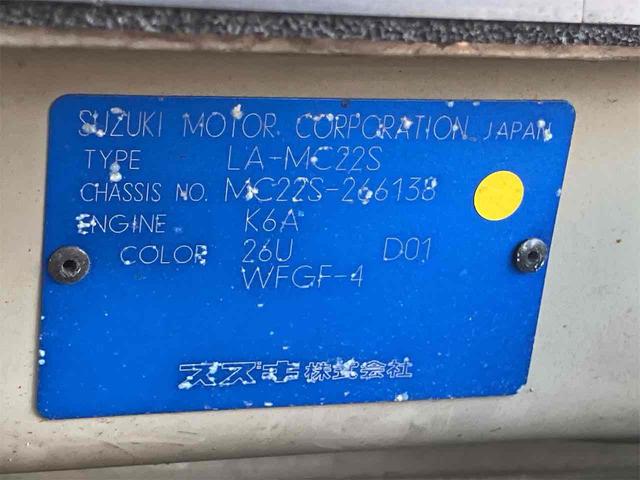 SUZUKI MOTOR CORPORATION JAPAN
TYPE LA-MC22S
CHASSIS NO. MC22S-266138
ENGINE K6A
COLOR 26U D01
WFGF-4
スズキ株式会社